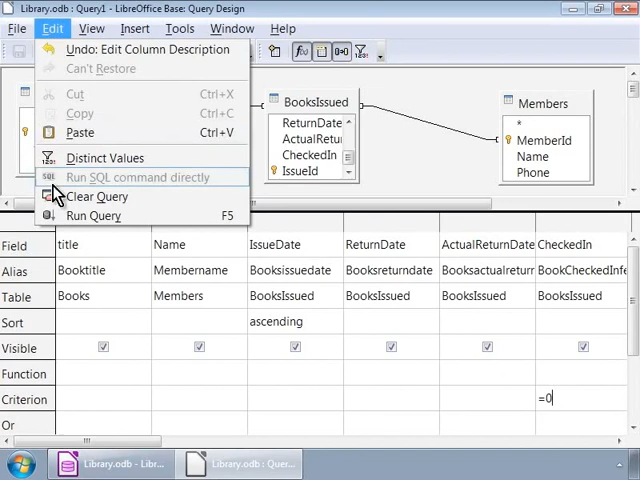 Library.odb : Query1 - LibreOffice Base: Query Design
File Edit View Insert Tools Window Help
Undo: Edit Column Description
Can't Restore
Cut Ctrl+X
Copy Ctrl+C
Paste Ctrl+V
Distinct Values
SQL Run SQL command directly
Clear Query
Run Query F5
BooksIssued
ReturnDate
ActualReturn
CheckedIn
IssueId
Members
*
MemberId
Name
Phone
Field title Name IssueDate ReturnDate ActualReturnDate CheckedIn
Alias Booktitle Membername Booksissuedate Booksreturndate Booksactualreturn BookCheckedInfe
Table Books Members BooksIssued BooksIssued BooksIssued BooksIssued
Sort ascending
Visible
Function
Criterion =0
Or
Library.odb - Libr... Library.odb : Quer...